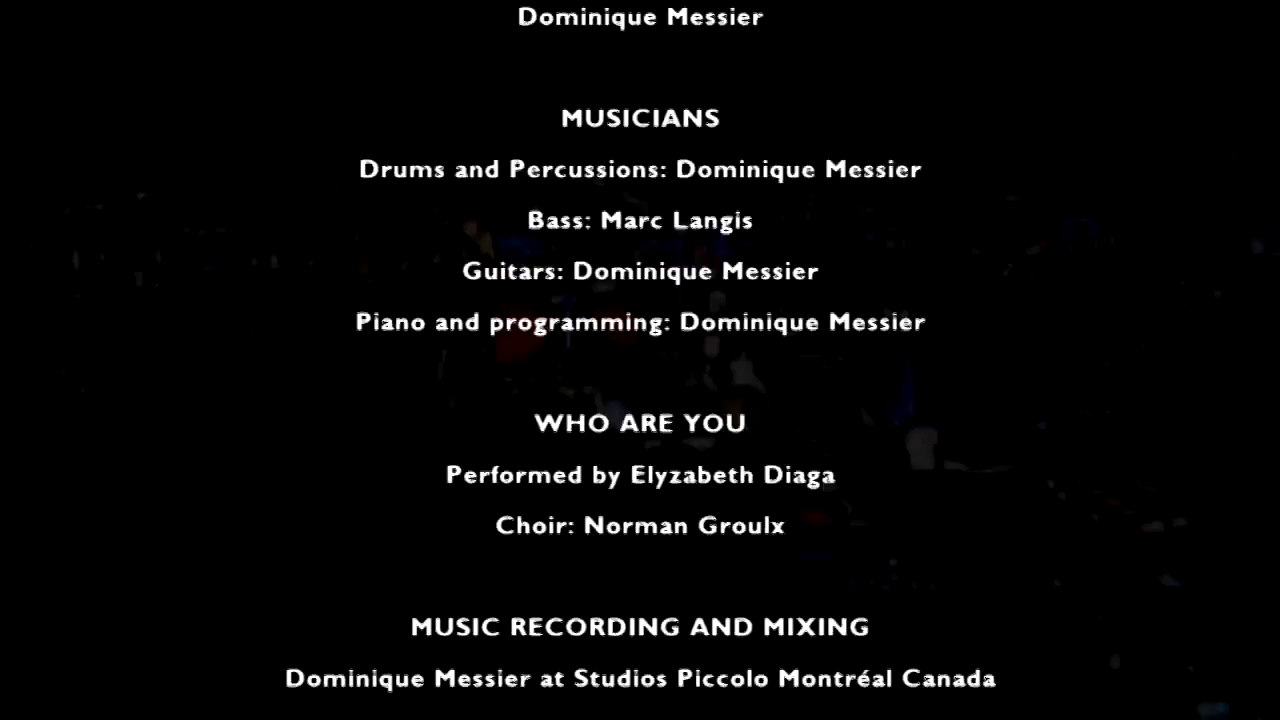 Dominique Messier
MUSICIANS
Drums and Percussions: Dominique Messier
Bass: Marc Langis
Guitars: Dominique Messier
Piano and programming: Dominique Messier
WHO ARE YOU
Performed by Elyzabeth Diaga
Choir: Norman Groulx
MUSIC RECORDING AND MIXING
Dominique Messier at Studios Piccolo Montréal Canada